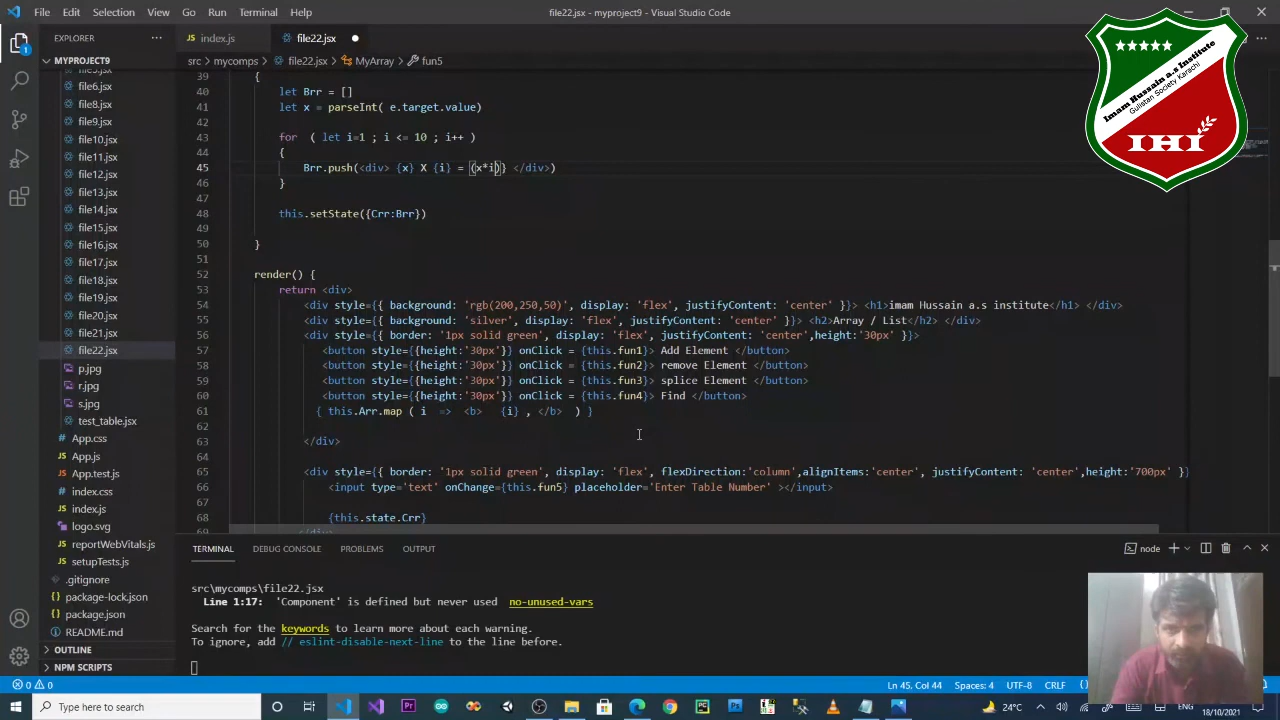 File Edit Selection View Go Run Terminal Help
file22.jsx - myproject9 - Visual Studio Code
EXPLORER
MYPROJECT9
file6.jsx
file8.jsx
file9.jsx
file10.jsx
file11.jsx
file12.jsx
file13.jsx
file14.jsx
file15.jsx
file16.jsx
file17.jsx
file18.jsx
file19.jsx
file20.jsx
file21.jsx
file22.jsx
p.jpg
r.jpg
s.jpg
test_table.jsx
App.css
App.js
App.test.js
index.css
index.js
logo.svg
reportWebVitals.js
setupTests.js
.gitignore
package-lock.json
package.json
README.md
OUTLINE
NPM SCRIPTS
index.js
file22.jsx
src > mycomps > file22.jsx > MyArray > fun5
39 {
40 let Brr = []
41 let x = parseInt( e.target.value)
42
43 for ( let i=1 ; i <= 10 ; i++ )
44 {
45 Brr.push(<div> {x} X {i} = {x*i}} </div>)
46 }
47
48 this.setState({Crr:Brr})
49
50 }
51
52 render() {
53 return <div>
54 <div style={{ background: 'rgb(200,250,50)', display: 'flex', justifyContent: 'center' }}> <h1>imam Hussain a.s institute</h1> </div>
55 <div style={{ background: 'silver', display: 'flex', justifyContent: 'center' }}> <h2>Array / List</h2> </div>
56 <div style={{ border: '1px solid green', display: 'flex', justifyContent: 'center',height:'30px' }}>
57 <button style={{height:'30px'}} onClick = {this.fun1}> Add Element </button>
58 <button style={{height:'30px'}} onClick = {this.fun2}> remove Element </button>
59 <button style={{height:'30px'}} onClick = {this.fun3}> splice Element </button>
60 <button style={{height:'30px'}} onClick = {this.fun4}> Find </button>
61 { this.Arr.map ( i => <b> {i} , </b> ) }
62
63 </div>
64
65 <div style={{ border: '1px solid green', display: 'flex', flexDirection:'column',alignItems:'center', justifyContent: 'center',height:'700px' }}
66 <input type='text' onChange={this.fun5} placeholder='Enter Table Number' ></input>
67
68 {this.state.Crr}
69 </div>
TERMINAL DEBUG CONSOLE PROBLEMS OUTPUT
node
src\mycomps\file22.jsx
Line 1:17: 'Component' is defined but never used no-unused-vars
Search for the keywords to learn more about each warning.
To ignore, add // eslint-disable-next-line to the line before.
0 0
Ln 45, Col 44 Spaces: 4 UTF-8 CRLF
Type here to search
24°C
ENG
18/10/2021
Imam Hussain a.s Institute
Gulistan Society Karachi
IHI